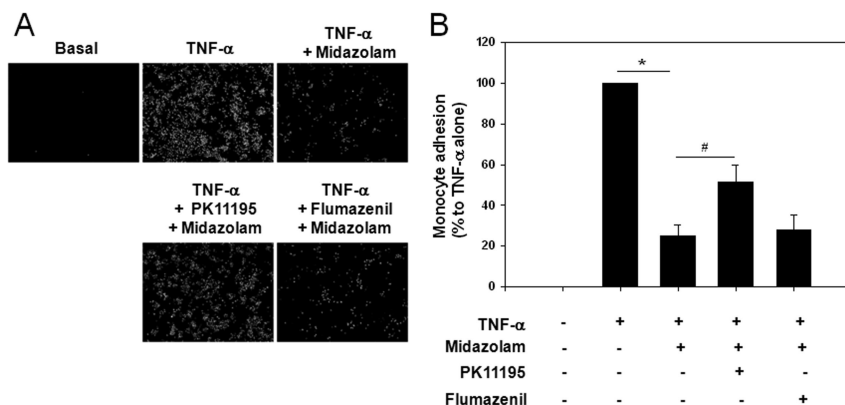 A
Basal
TNF-α
TNF-α
+ Midazolam
TNF-α
+ PK11195
+ Midazolam
TNF-α
+ Flumazenil
+ Midazolam
B
Monocyte adhesion
(% to TNF-α alone)
120
100
80
60
40
20
0
*
#
TNF-α - + + + +
Midazolam - - + + +
PK11195 - - - + -
Flumazenil - - - - +